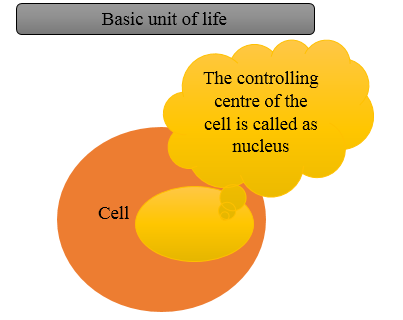 Basic unit of life
The controlling
centre of the
cell is called as
nucleus
Cell